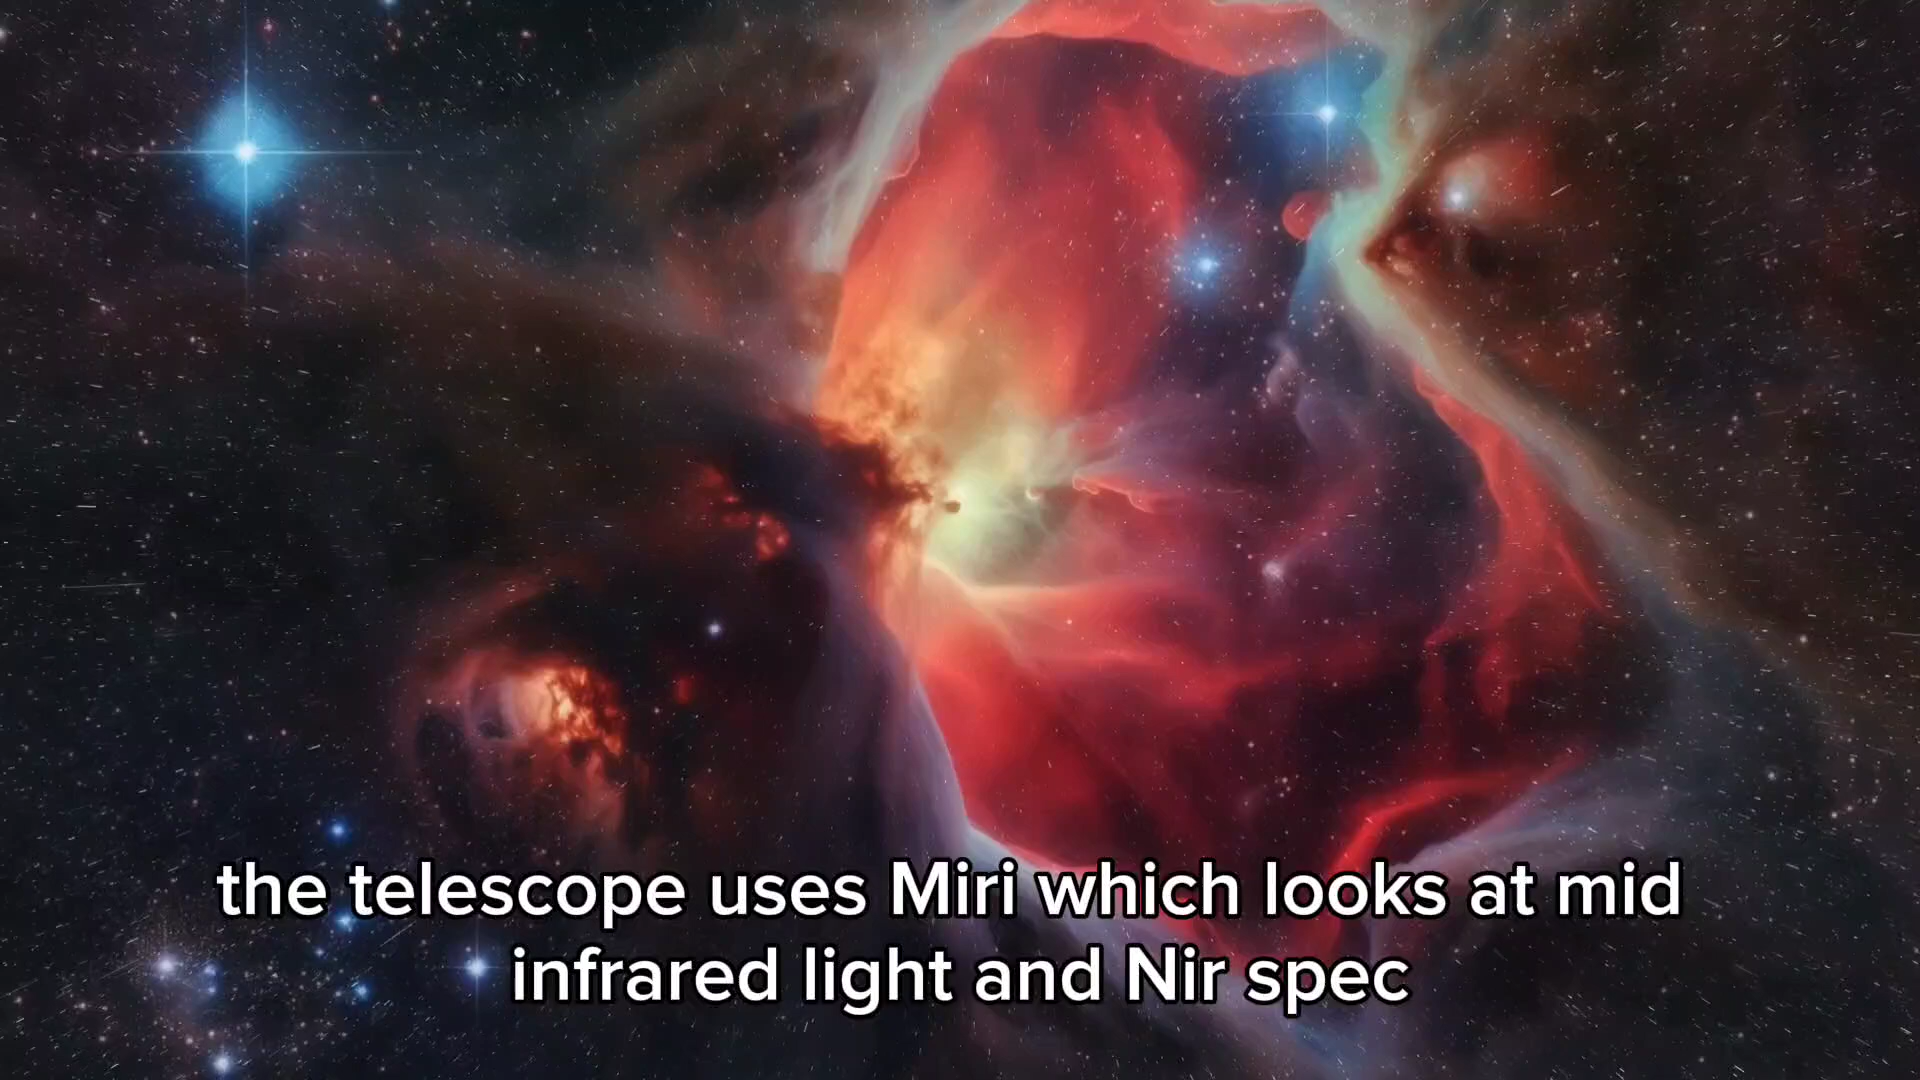 the telescope uses Miri which looks at mid
infrared light and Nir spec